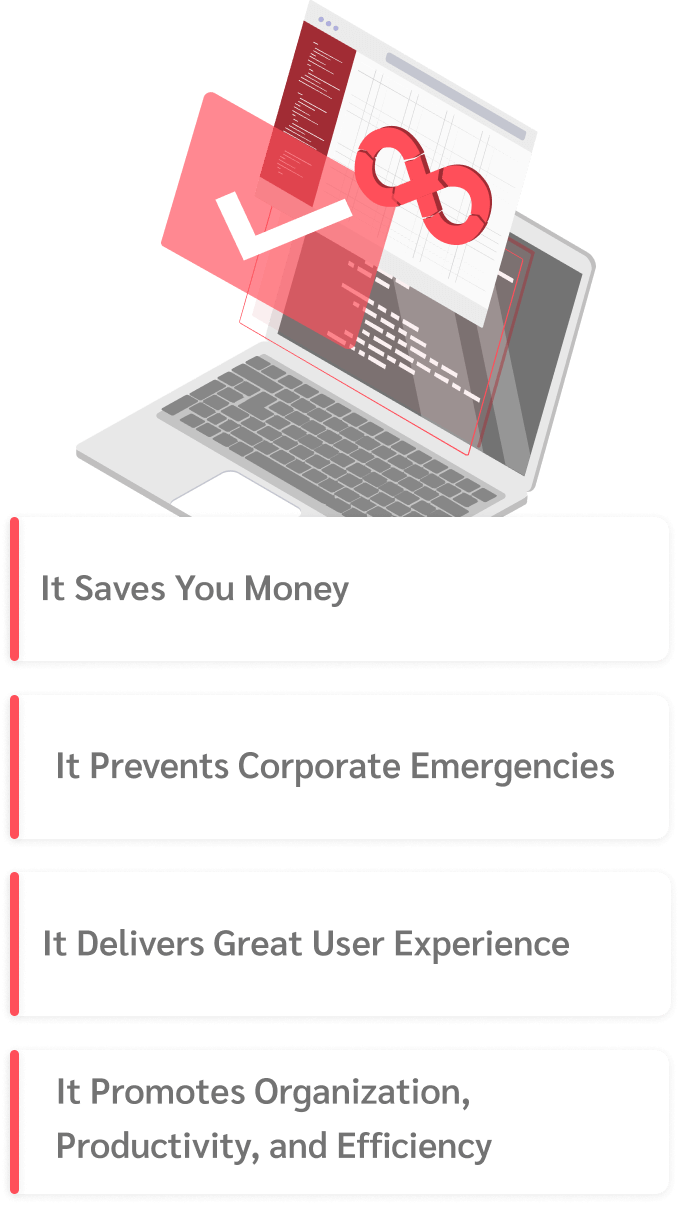 It Saves You Money
It Prevents Corporate Emergencies
It Delivers Great User Experience
It Promotes Organization,
Productivity, and Efficiency